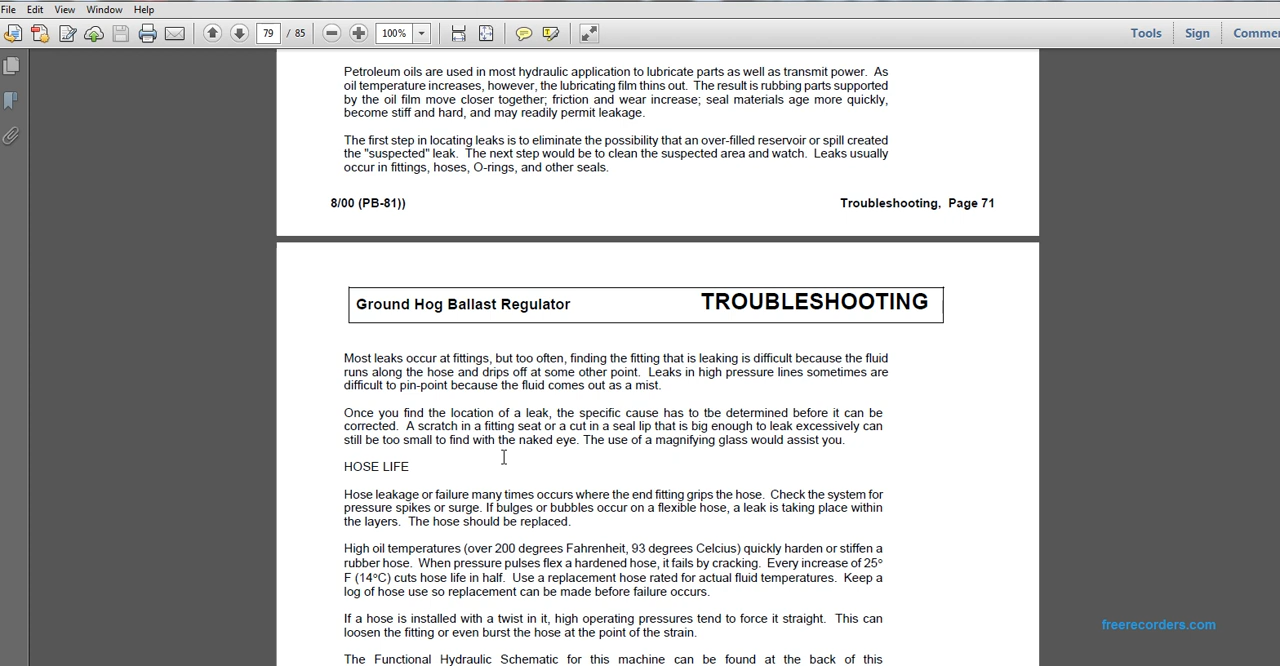 File Edit View Window Help
79 / 85 100% Tools Sign Commen
Petroleum oils are used in most hydraulic application to lubricate parts as well as transmit power. As
oil temperature increases, however, the lubricating film thins out. The result is rubbing parts supported
by the oil film move closer together; friction and wear increase; seal materials age more quickly,
become stiff and hard, and may readily permit leakage.
The first step in locating leaks is to eliminate the possibility that an over-filled reservoir or spill created
the "suspected" leak. The next step would be to clean the suspected area and watch. Leaks usually
occur in fittings, hoses, O-rings, and other seals.
8/00 (PB-81)) Troubleshooting, Page 71
Ground Hog Ballast Regulator TROUBLESHOOTING
Most leaks occur at fittings, but too often, finding the fitting that is leaking is difficult because the fluid
runs along the hose and drips off at some other point. Leaks in high pressure lines sometimes are
difficult to pin-point because the fluid comes out as a mist.
Once you find the location of a leak, the specific cause has to tbe determined before it can be
corrected. A scratch in a fitting seat or a cut in a seal lip that is big enough to leak excessively can
still be too small to find with the naked eye. The use of a magnifying glass would assist you.
HOSE LIFE
Hose leakage or failure many times occurs where the end fitting grips the hose. Check the system for
pressure spikes or surge. If bulges or bubbles occur on a flexible hose, a leak is taking place within
the layers. The hose should be replaced.
High oil temperatures (over 200 degrees Fahrenheit, 93 degrees Celcius) quickly harden or stiffen a
rubber hose. When pressure pulses flex a hardened hose, it fails by cracking. Every increase of 25°
F (14°C) cuts hose life in half. Use a replacement hose rated for actual fluid temperatures. Keep a
log of hose use so replacement can be made before failure occurs.
If a hose is installed with a twist in it, high operating pressures tend to force it straight. This can
loosen the fitting or even burst the hose at the point of the strain.
The Functional Hydraulic Schematic for this machine can be found at the back of this
freerecorders.com